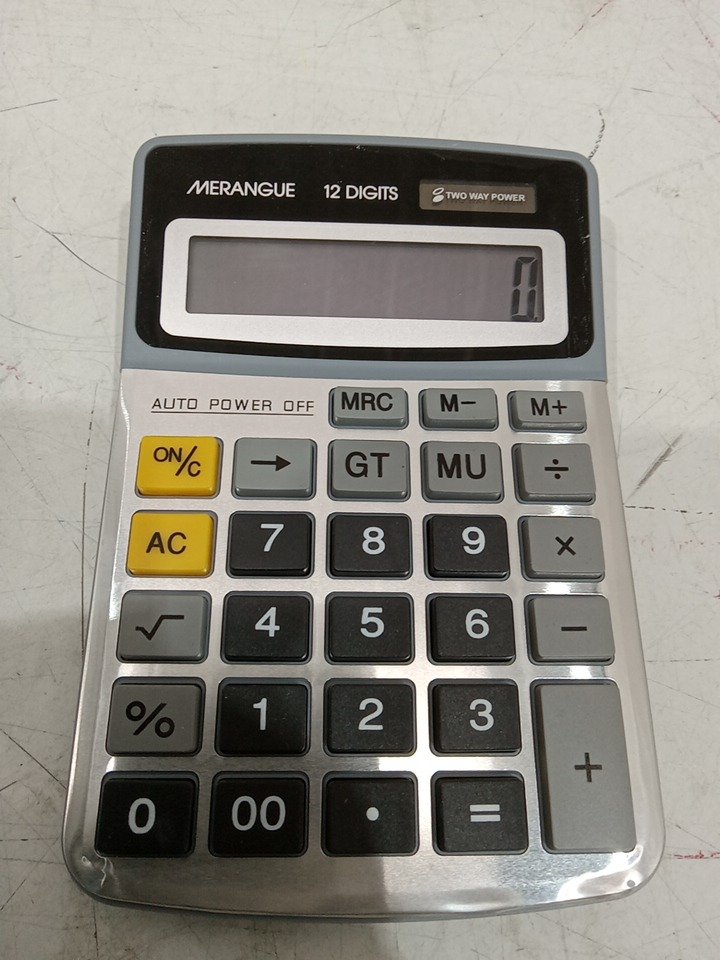 MERANGUE 12 DIGITS TWO WAY POWER
0.
AUTO POWER OFF MRC M− M+
ON/C → GT MU ÷
AC 7 8 9 ×
√ 4 5 6 −
% 1 2 3
+
0 00 . =